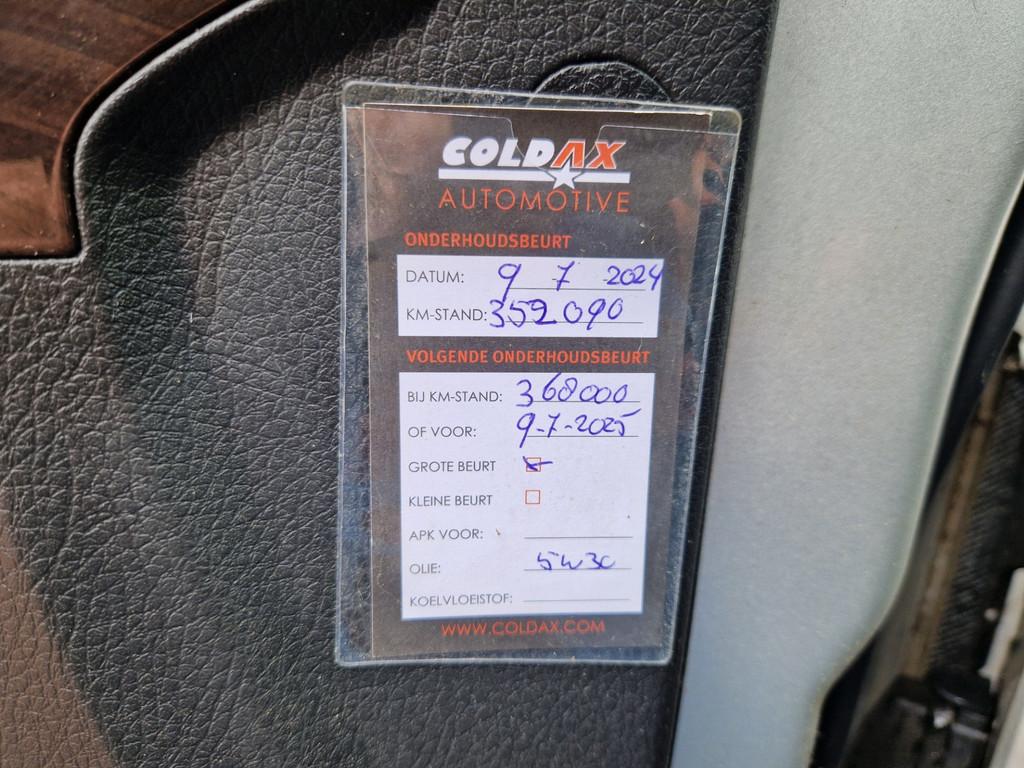 COLDAX
AUTOMOTIVE
ONDERHOUDSBEURT
DATUM: 9 7 2024
KM-STAND: 352090
VOLGENDE ONDERHOUDSBEURT
BIJ KM-STAND: 368000
OF VOOR: 9-7-2025
GROTE BEURT
KLEINE BEURT
APK VOOR:
OLIE: 5W30
KOELVLOEISTOF:
WWW.COLDAX.COM